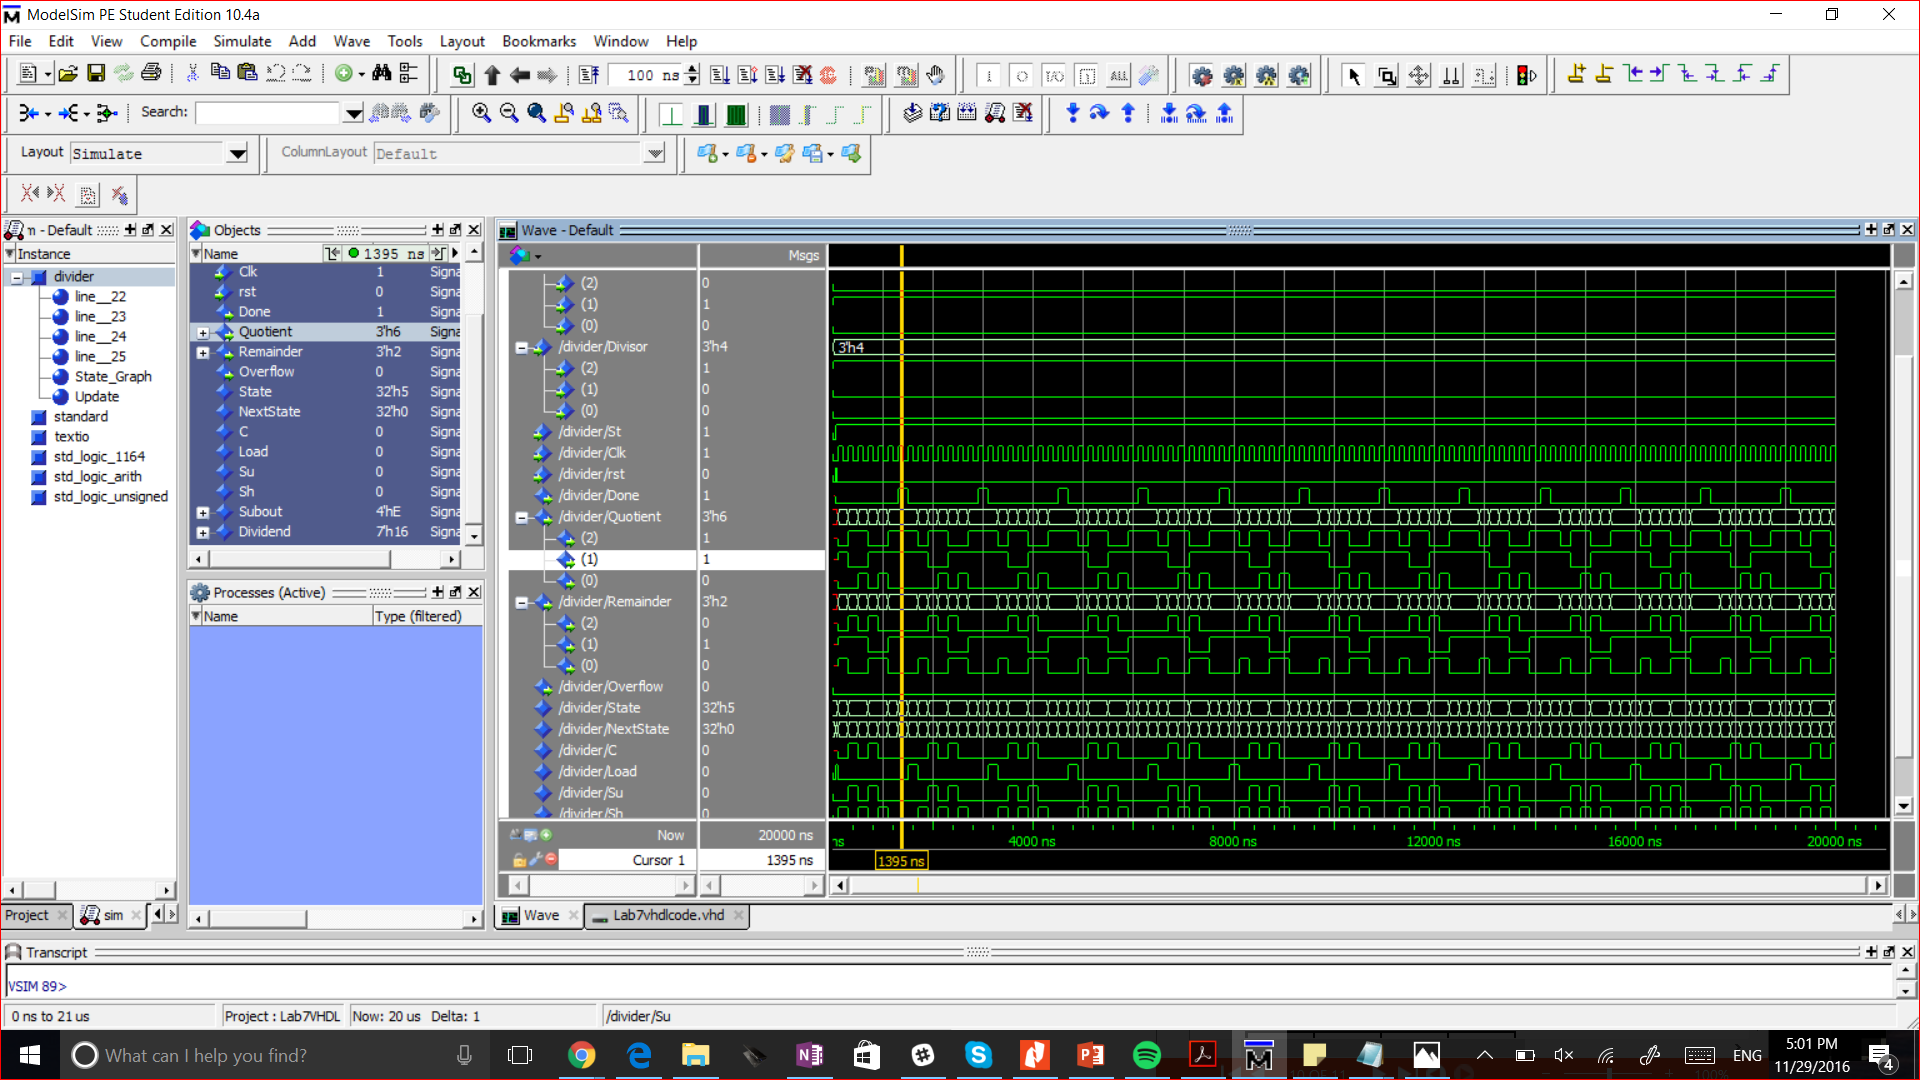 ModelSim PE Student Edition 10.4a
File Edit View Compile Simulate Add Wave Tools Layout Bookmarks Window Help
100 ns
ALL
Search:
Layout Simulate
ColumnLayout Default
m - Default
Instance
divider
line__22
line__23
line__24
line__25
State_Graph
Update
standard
textio
std_logic_1164
std_logic_arith
std_logic_unsigned
Project
sim
Objects
Name 1395 ns
Clk 1 Signa
rst 0 Signa
Done 1 Signa
Quotient 3'h6 Signa
Remainder 3'h2 Signa
Overflow 0 Signa
State 32'h5 Signa
NextState 32'h0 Signa
C 0 Signa
Load 0 Signa
Su 0 Signa
Sh 0 Signa
Subout 4'hE Signa
Dividend 7'h16 Signa
Processes (Active)
Name Type (filtered)
Wave - Default
Msgs
(2) 0
(1) 1
(0) 0
/divider/Divisor 3'h4 3'h4
(2) 1
(1) 0
(0) 0
/divider/St 1
/divider/Clk 1
/divider/rst 0
/divider/Done 1
/divider/Quotient 3'h6
(2) 1
(1) 1
(0) 0
/divider/Remainder 3'h2
(2) 0
(1) 1
(0) 0
/divider/Overflow 0
/divider/State 32'h5
/divider/NextState 32'h0
/divider/C 0
/divider/Load 0
/divider/Su 0
/divider/Sh 0
Now 20000 ns
ns 4000 ns 8000 ns 12000 ns 16000 ns 20000 ns
Cursor 1 1395 ns 1395 ns
Wave
Lab7vhdlcode.vhd
Transcript
VSIM 89>
0 ns to 21 us
Project : Lab7VHDL
Now: 20 us Delta: 1
/divider/Su
What can I help you find?
ENG
5:01 PM
11/29/2016
4